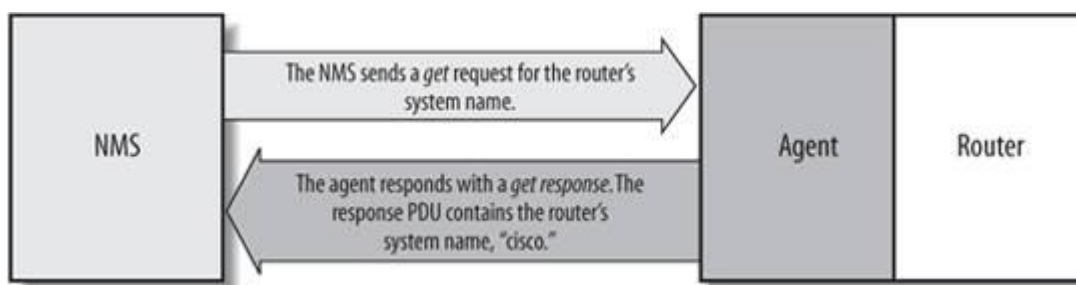 NMS
The NMS sends a get request for the router's
system name.
The agent responds with a get response. The
response PDU contains the router's
system name, "cisco."
Agent
Router